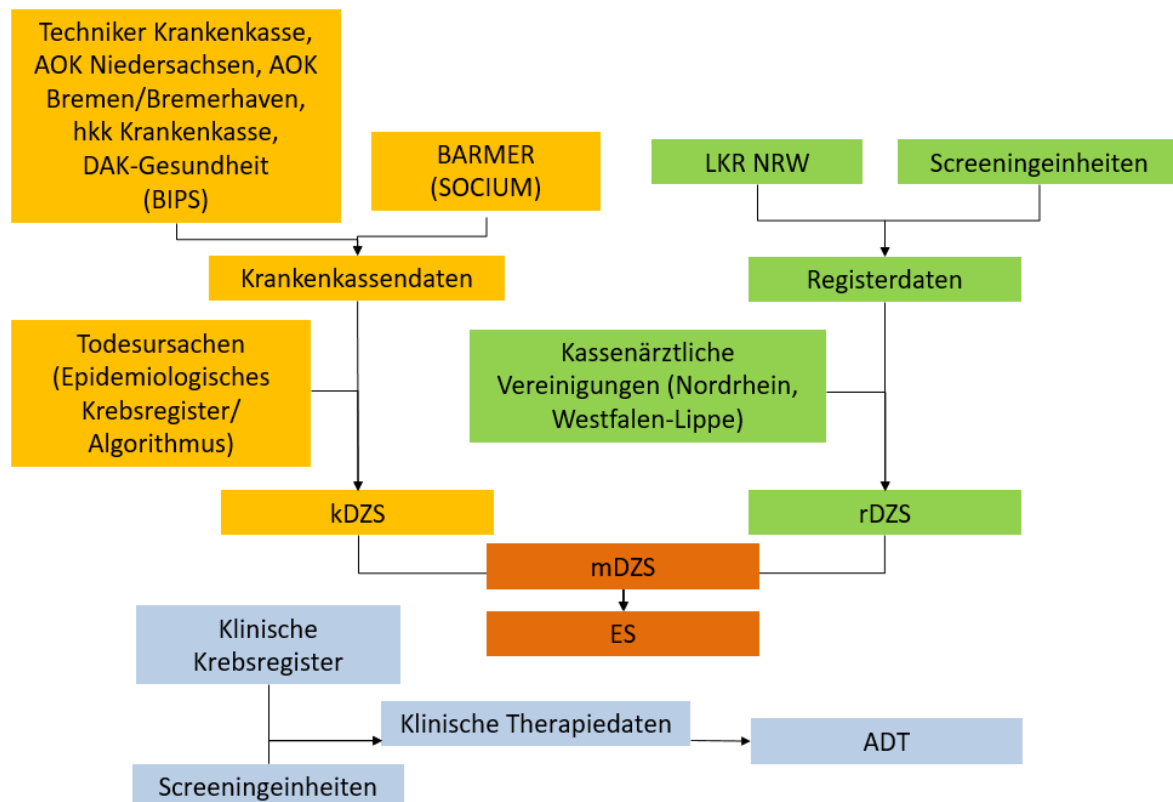 Techniker Krankenkasse,
AOK Niedersachsen, AOK
Bremen/Bremerhaven,
hkk Krankenkasse,
DAK-Gesundheit
(BIPS)
BARMER
(SOCIUM)
LKR NRW
Screeningeinheiten
Krankenkassendaten
Registerdaten
Todesursachen
(Epidemiologisches
Krebsregister/
Algorithmus)
Kassenärztliche
Vereinigungen (Nordrhein,
Westfalen-Lippe)
kDZS
rDZS
mDZS
ES
Klinische
Krebsregister
Klinische Therapiedaten
ADT
Screeningeinheiten